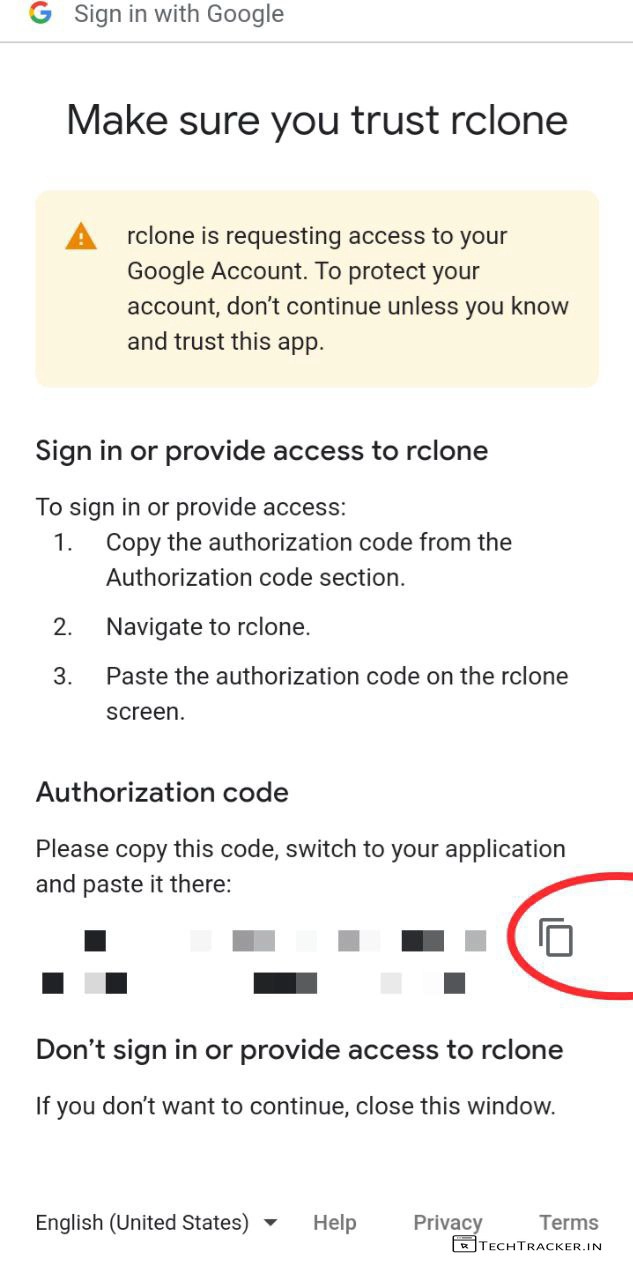 Sign in with Google
Make sure you trust rclone
rclone is requesting access to your
Google Account. To protect your
account, don’t continue unless you know
and trust this app.
Sign in or provide access to rclone
To sign in or provide access:
1. Copy the authorization code from the
Authorization code section.
2. Navigate to rclone.
3. Paste the authorization code on the rclone
screen.
Authorization code
Please copy this code, switch to your application
and paste it there:
Don’t sign in or provide access to rclone
If you don’t want to continue, close this window.
English (United States) Help Privacy Terms
TECHTRACKER.IN